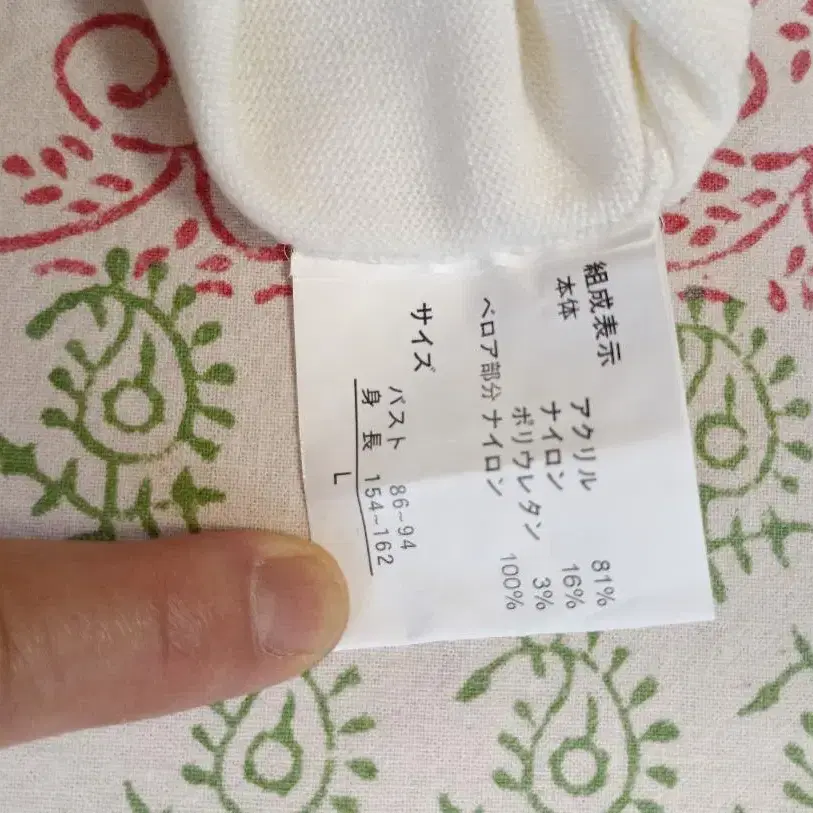 組成表示
本体 アクリル 81%
ナイロン 16%
ポリウレタン 3%
ベロア部分 ナイロン 100%
サイズ
バスト 86~94
身長 154~162
L